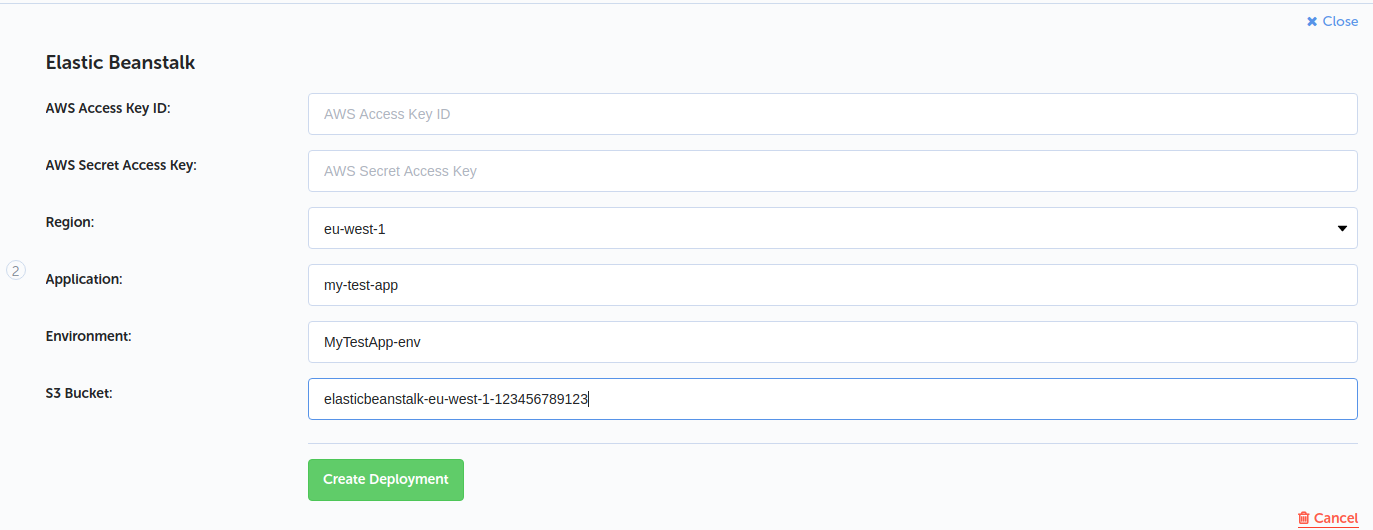 Close
Elastic Beanstalk
AWS Access Key ID:
AWS Access Key ID
AWS Secret Access Key:
AWS Secret Access Key
Region:
eu-west-1
2
Application:
my-test-app
Environment:
MyTestApp-env
S3 Bucket:
elasticbeanstalk-eu-west-1-123456789123
Create Deployment
Cancel